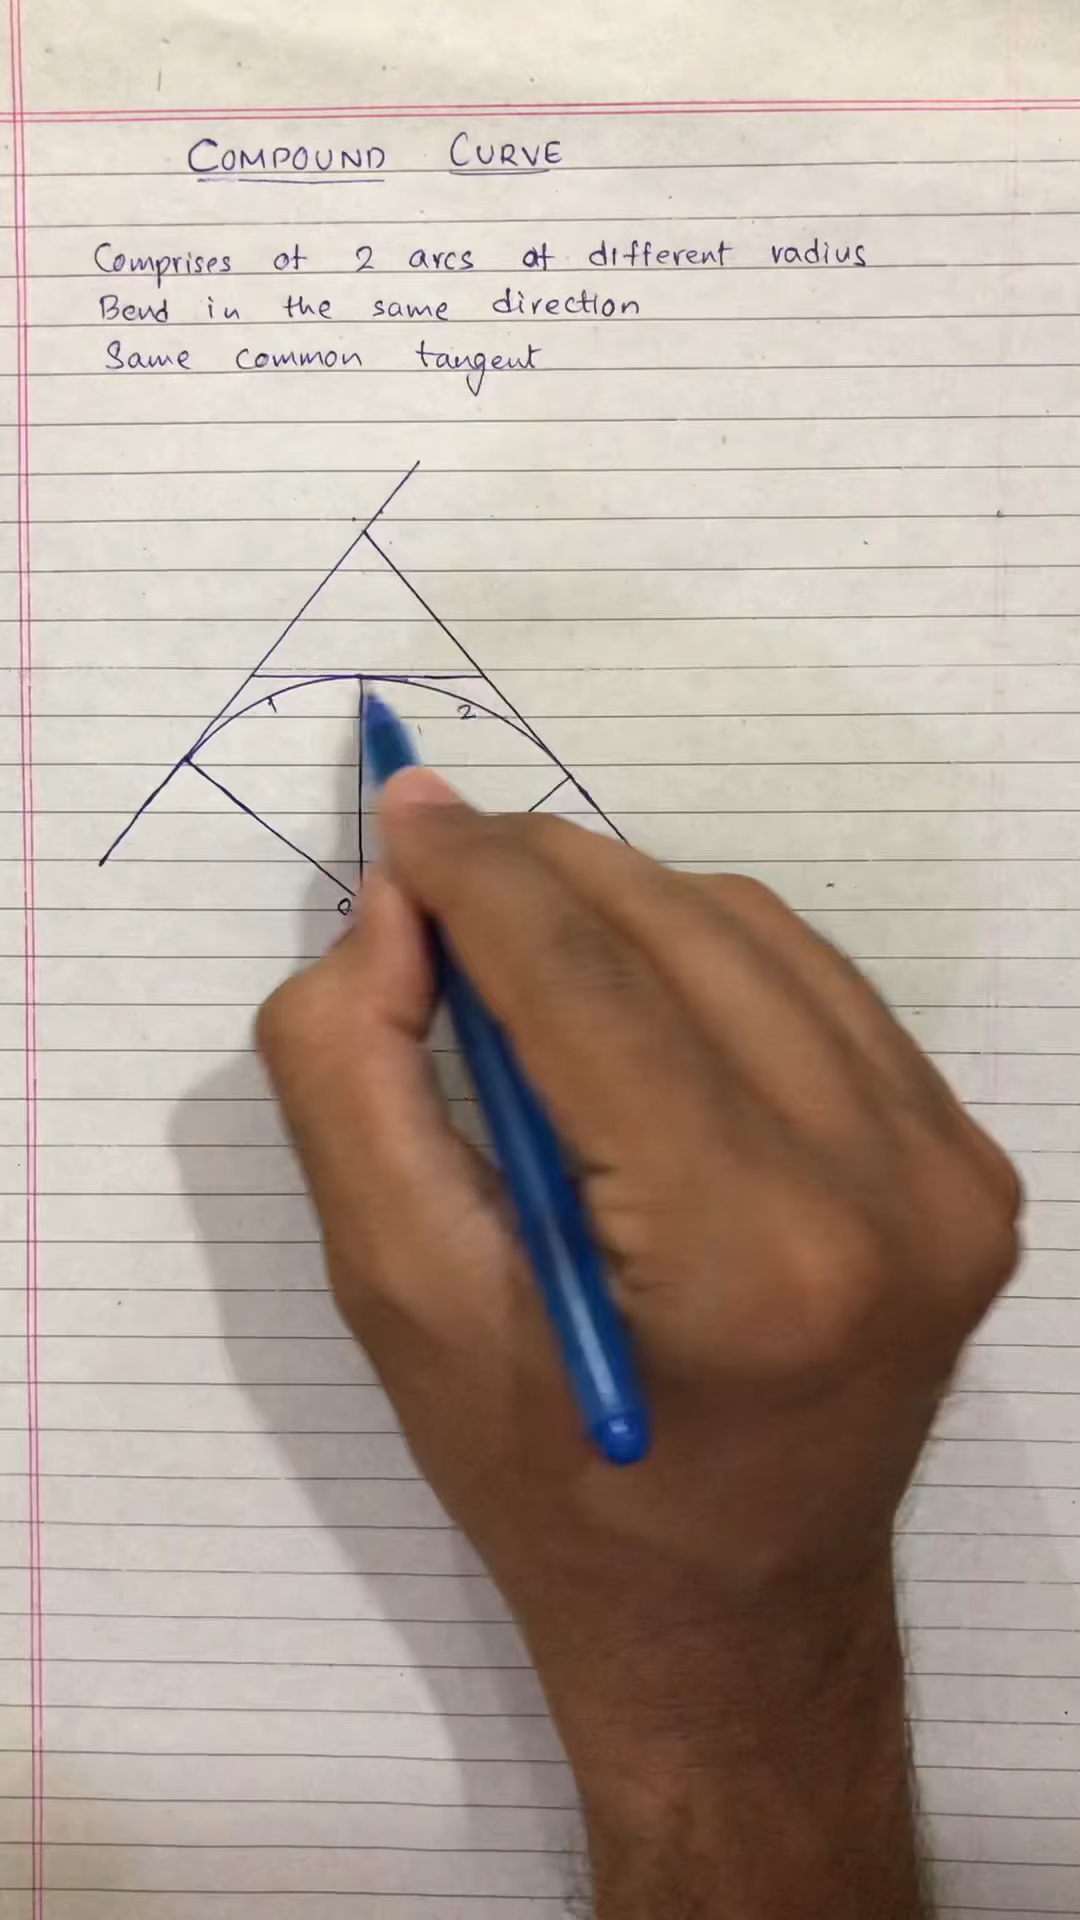 COMPOUND CURVE
Comprises of 2 arcs of different radius
Bend in the same direction
Same common tangent
1
2
O